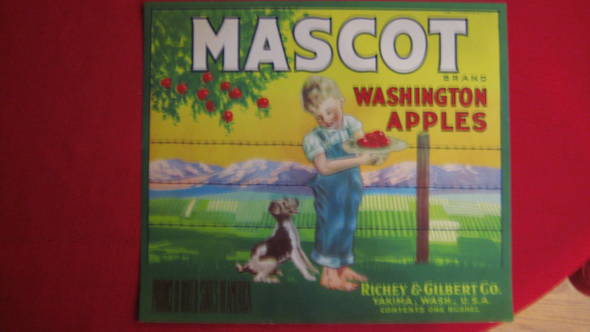 MASCOT
BRAND
WASHINGTON
APPLES
RICHEY & GILBERT CO.
YAKIMA, WASH., U.S.A.
CONTENTS ONE BUSHEL